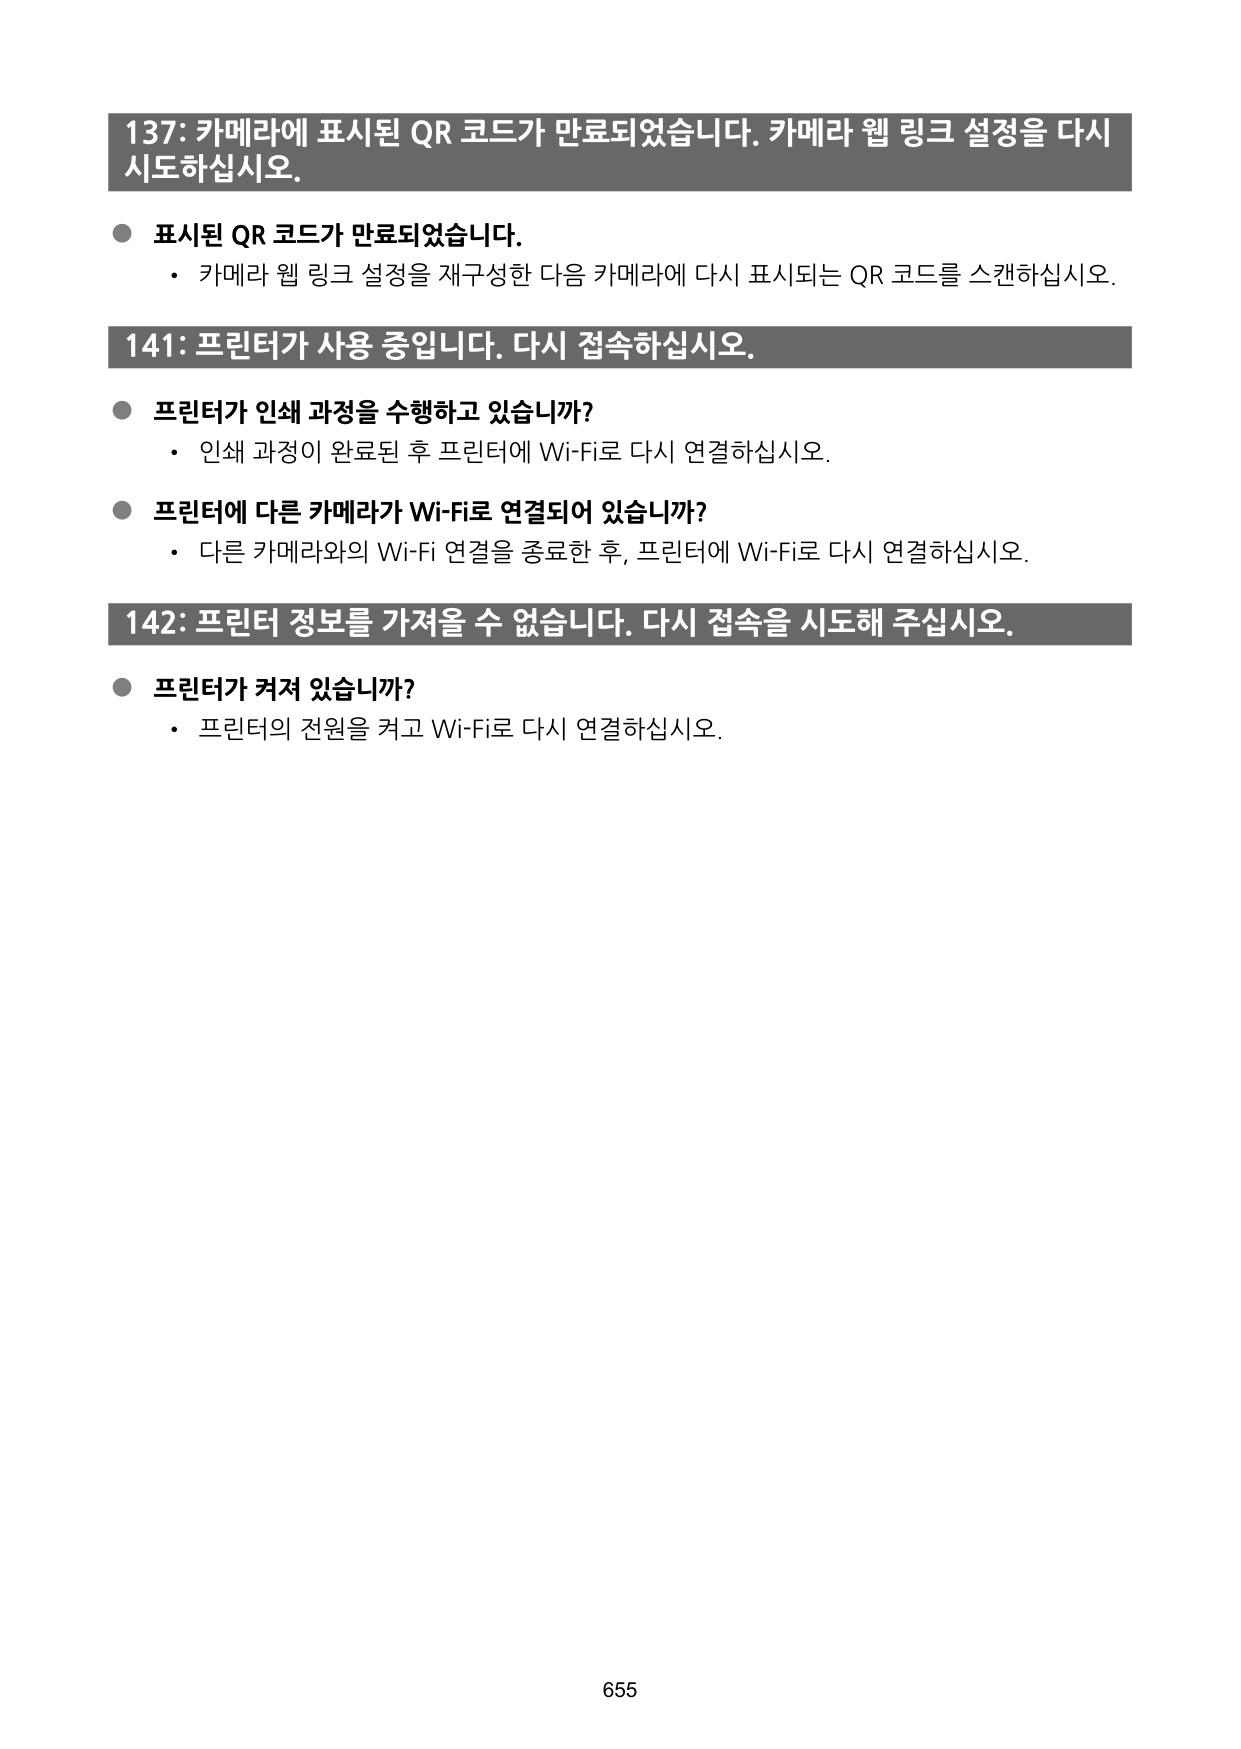 137: 카메라에 표시된 QR 코드가 만료되었습니다. 카메라 웹 링크 설정을 다시
시도하십시오.
● 표시된 QR 코드가 만료되었습니다.
• 카메라 웹 링크 설정을 재구성한 다음 카메라에 다시 표시되는 QR 코드를 스캔하십시오.
141: 프린터가 사용 중입니다. 다시 접속하십시오.
● 프린터가 인쇄 과정을 수행하고 있습니까?
• 인쇄 과정이 완료된 후 프린터에 Wi-Fi로 다시 연결하십시오.
● 프린터에 다른 카메라가 Wi-Fi로 연결되어 있습니까?
• 다른 카메라와의 Wi-Fi 연결을 종료한 후, 프린터에 Wi-Fi로 다시 연결하십시오.
142: 프린터 정보를 가져올 수 없습니다. 다시 접속을 시도해 주십시오.
● 프린터가 켜져 있습니까?
• 프린터의 전원을 켜고 Wi-Fi로 다시 연결하십시오.
655